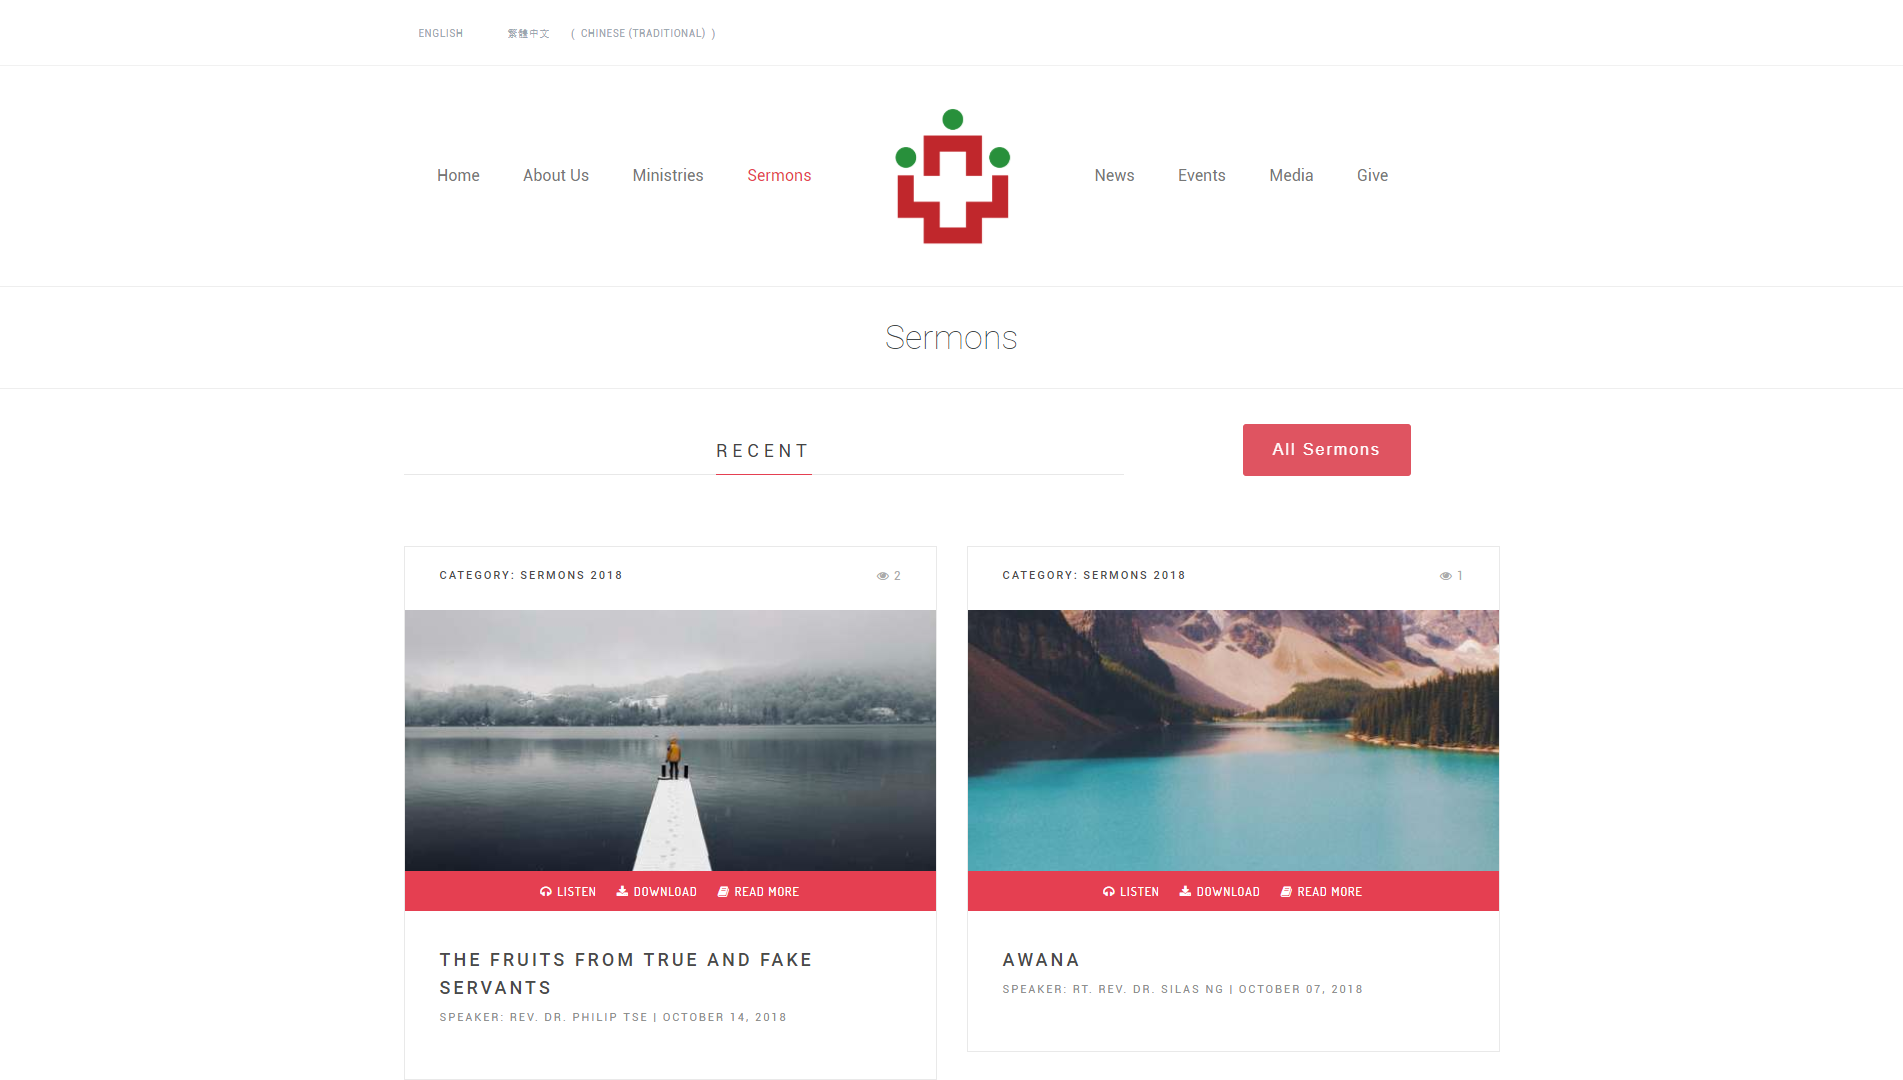 ENGLISH 繁體中文 ( CHINESE (TRADITIONAL) )
Home About Us Ministries Sermons News Events Media Give
Sermons
RECENT
All Sermons
CATEGORY: SERMONS 2018 2
LISTEN DOWNLOAD READ MORE
THE FRUITS FROM TRUE AND FAKE
SERVANTS
SPEAKER: REV. DR. PHILIP TSE | OCTOBER 14, 2018
CATEGORY: SERMONS 2018 1
LISTEN DOWNLOAD READ MORE
AWANA
SPEAKER: RT. REV. DR. SILAS NG | OCTOBER 07, 2018